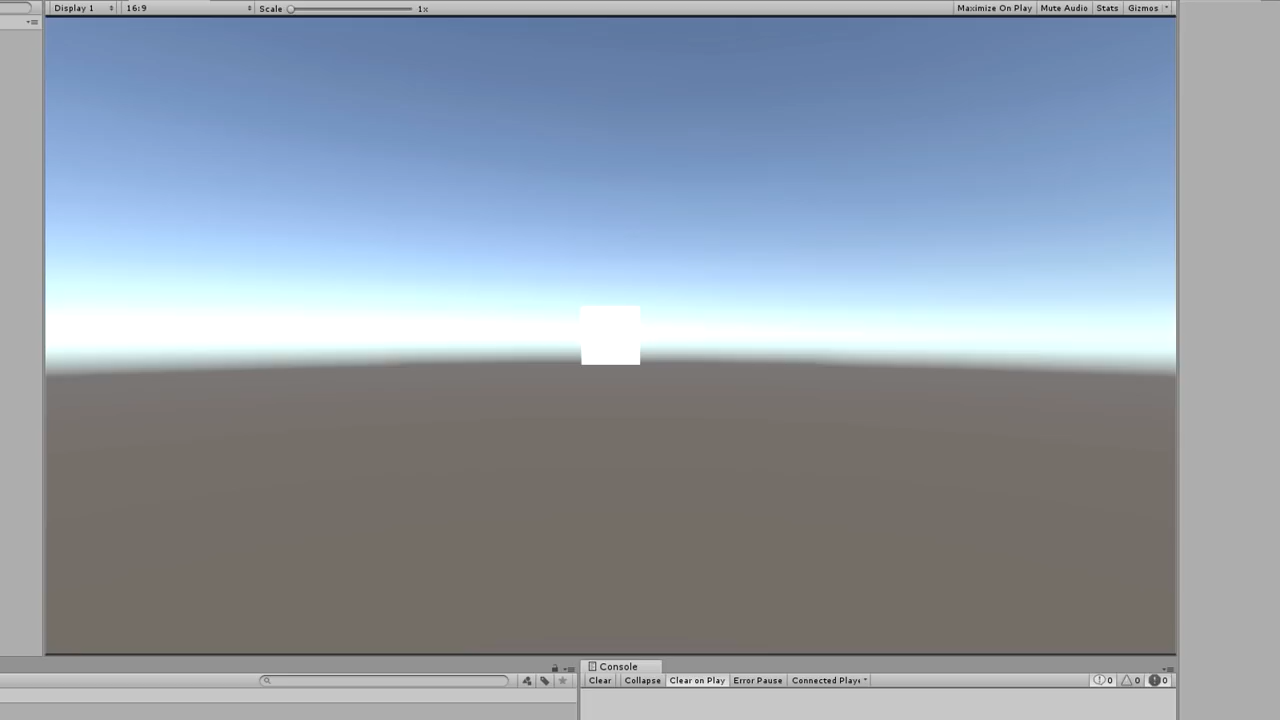 Display 1 16:9 Scale 1x Maximize On Play Mute Audio Stats Gizmos
Console
Clear Collapse Clear on Play Error Pause Connected Playe 0 0 0